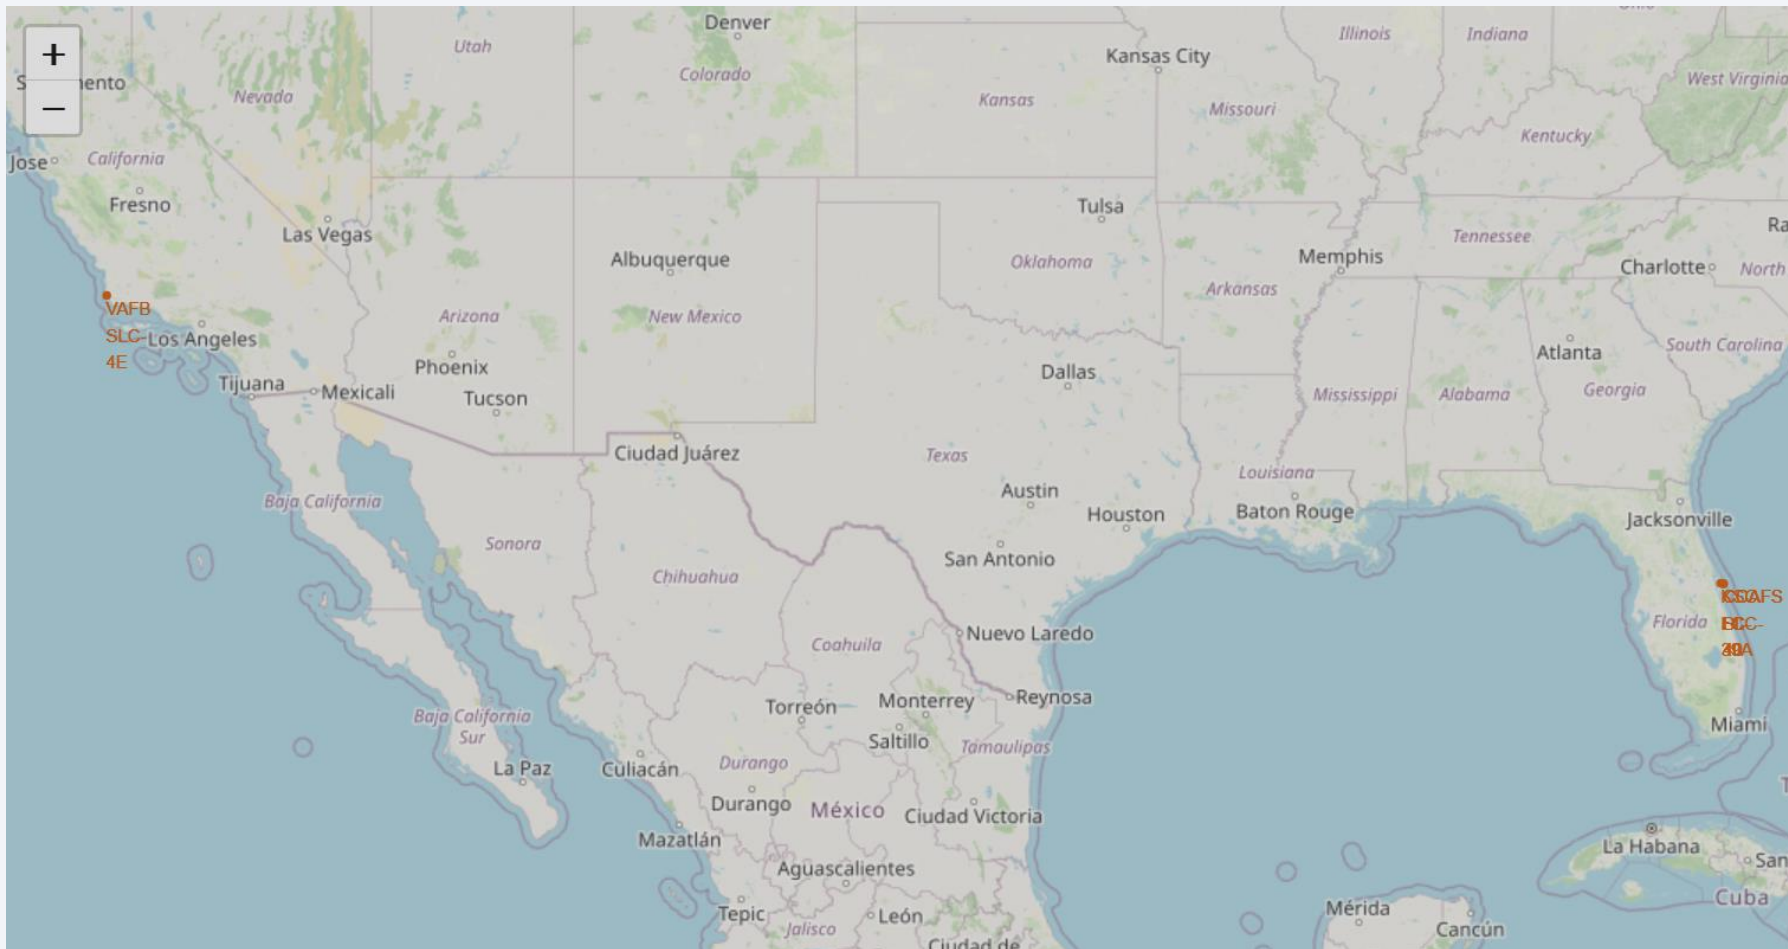 Denver
Kansas City
Utah
Colorado
Illinois
Indiana
+
−
Nevada
Kansas
Missouri
West Virginia
Kentucky
Jose
California
Fresno
Las Vegas
Tulsa
Albuquerque
Oklahoma
Memphis
Tennessee
Charlotte
North
Arkansas
VAFB
SLC-
4E
Los Angeles
Arizona
New Mexico
Phoenix
Dallas
Atlanta
South Carolina
Tijuana
Mexicali
Tucson
Mississippi
Alabama
Georgia
Ciudad Juárez
Texas
Louisiana
Baja California
Austin
Houston
Baton Rouge
Jacksonville
Sonora
San Antonio
Chihuahua
Florida
Coahuila
Nuevo Laredo
Baja California
Sur
Torreón
Monterrey
Reynosa
Saltillo
Tamaulipas
Miami
La Paz
Culiacán
Durango
Durango
México
Ciudad Victoria
Mazatlán
La Habana
San
Aguascalientes
Cuba
Tepic
Jalisco
León
Mérida
Cancún
Ciudad de